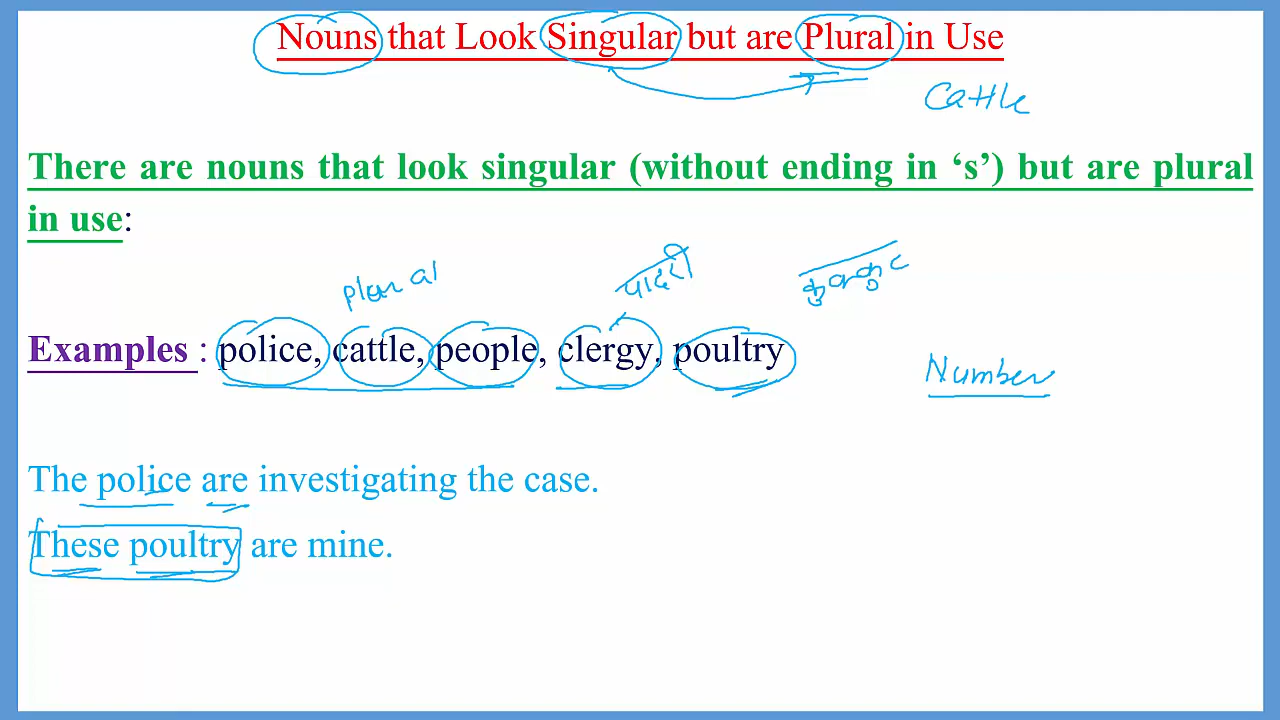 Nouns that Look Singular but are Plural in Use
Cattle
There are nouns that look singular (without ending in ‘s’) but are plural
in use:
plural पादरी कुक्कुट
Examples : police, cattle, people, clergy, poultry
Number
The police are investigating the case.
These poultry are mine.